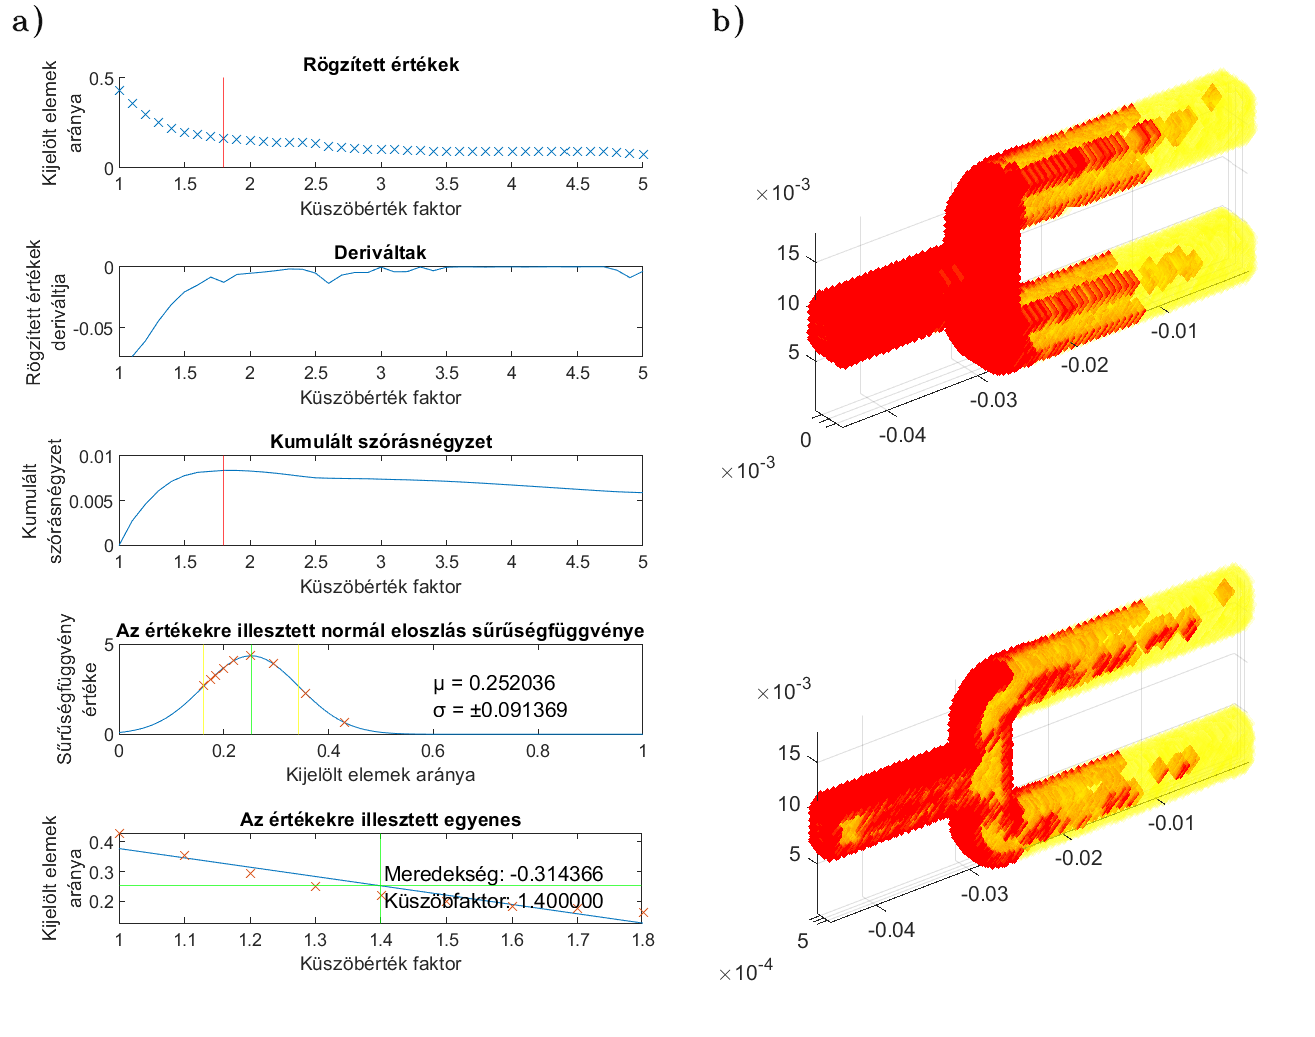 a)
Rögzített értékek
Kijelölt elemek
aránya
0.5
0
1 1.5 2 2.5 3 3.5 4 4.5 5
Küszöbérték faktor
Deriváltak
Rögzített értékek
deriváltja
0
-0.05
1 1.5 2 2.5 3 3.5 4 4.5 5
Küszöbérték faktor
Kumulált szórásnégyzet
Kumulált
szórásnégyzet
0.01
0.005
0
1 1.5 2 2.5 3 3.5 4 4.5 5
Küszöbérték faktor
Az értékekre illesztett normál eloszlás sűrűségfüggvénye
Sűrűségfüggvény
értéke
5
0
μ = 0.252036
σ = ±0.091369
0 0.2 0.4 0.6 0.8 1
Kijelölt elemek aránya
Az értékekre illesztett egyenes
Kijelölt elemek
aránya
0.4
0.3
0.2
Meredekség: -0.314366
Küszöbfaktor: 1.400000
1 1.1 1.2 1.3 1.4 1.5 1.6 1.7 1.8
Küszöbérték faktor
b)
×10-3
15
10
5
0
-0.04
-0.03
-0.02
-0.01
×10-3
×10-3
15
10
5
5
-0.04
-0.03
-0.02
-0.01
×10-4